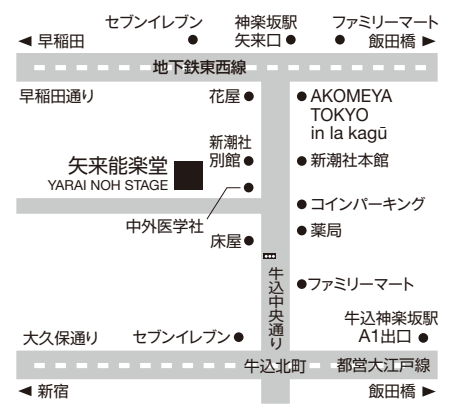 セブンイレブン
神楽坂駅
矢来口
ファミリーマート
早稲田
飯田橋
地下鉄東西線
早稲田通り
花屋
AKOMEYA
TOKYO
in la kagū
新潮社
別館
新潮社本館
矢来能楽堂
YARAI NOH STAGE
コインパーキング
中外医学社
薬局
床屋
牛込中央通り
ファミリーマート
牛込神楽坂駅
A1出口
大久保通り
セブンイレブン
牛込北町
都営大江戸線
新宿
飯田橋